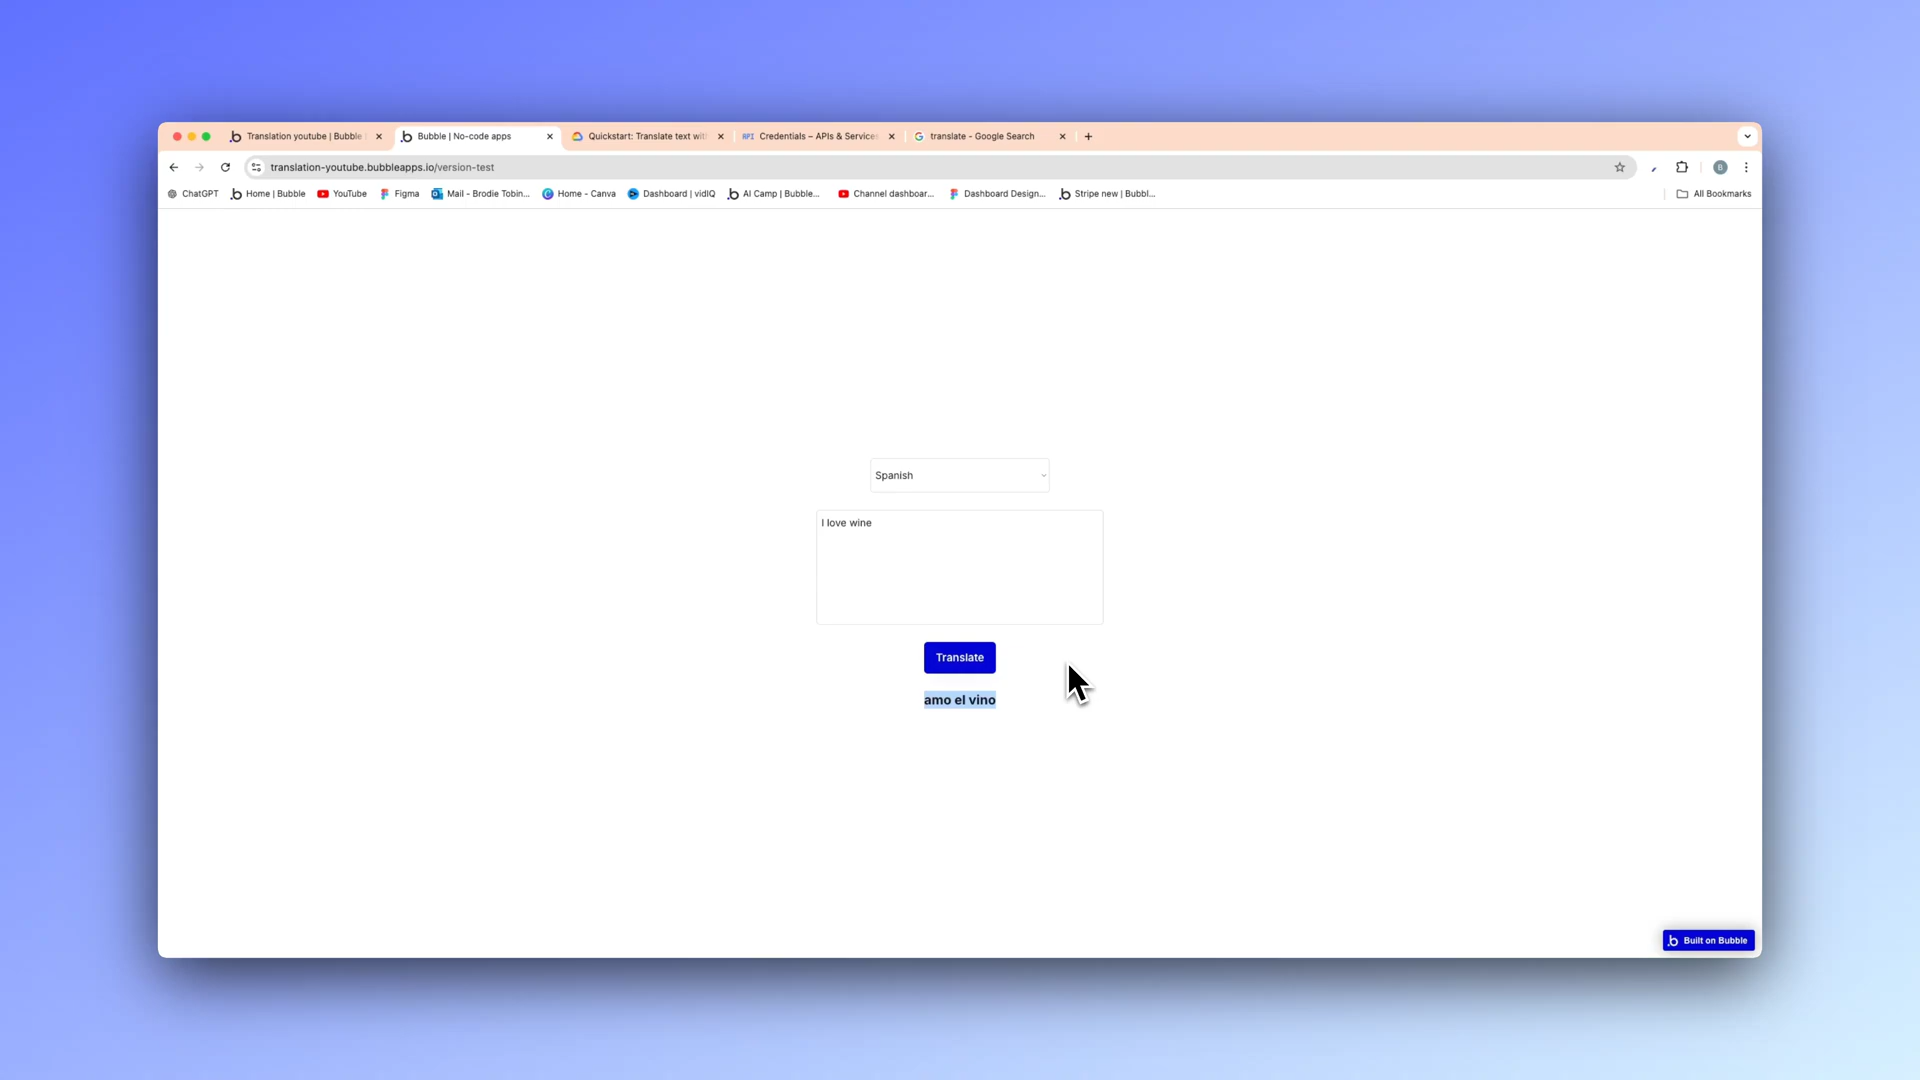 Translation youtube | Bubble
Bubble | No-code apps
Quickstart: Translate text wit
API Credentials – APIs & Services
translate - Google Search
translation-youtube.bubbleapps.io/version-test
B
ChatGPT
Home | Bubble
YouTube
Figma
Mail - Brodie Tobin...
Home - Canva
Dashboard | vidIQ
AI Camp | Bubble...
Channel dashboar...
Dashboard Design...
Stripe new | Bubbl...
All Bookmarks
Spanish
I love wine
Translate
amo el vino
Built on Bubble